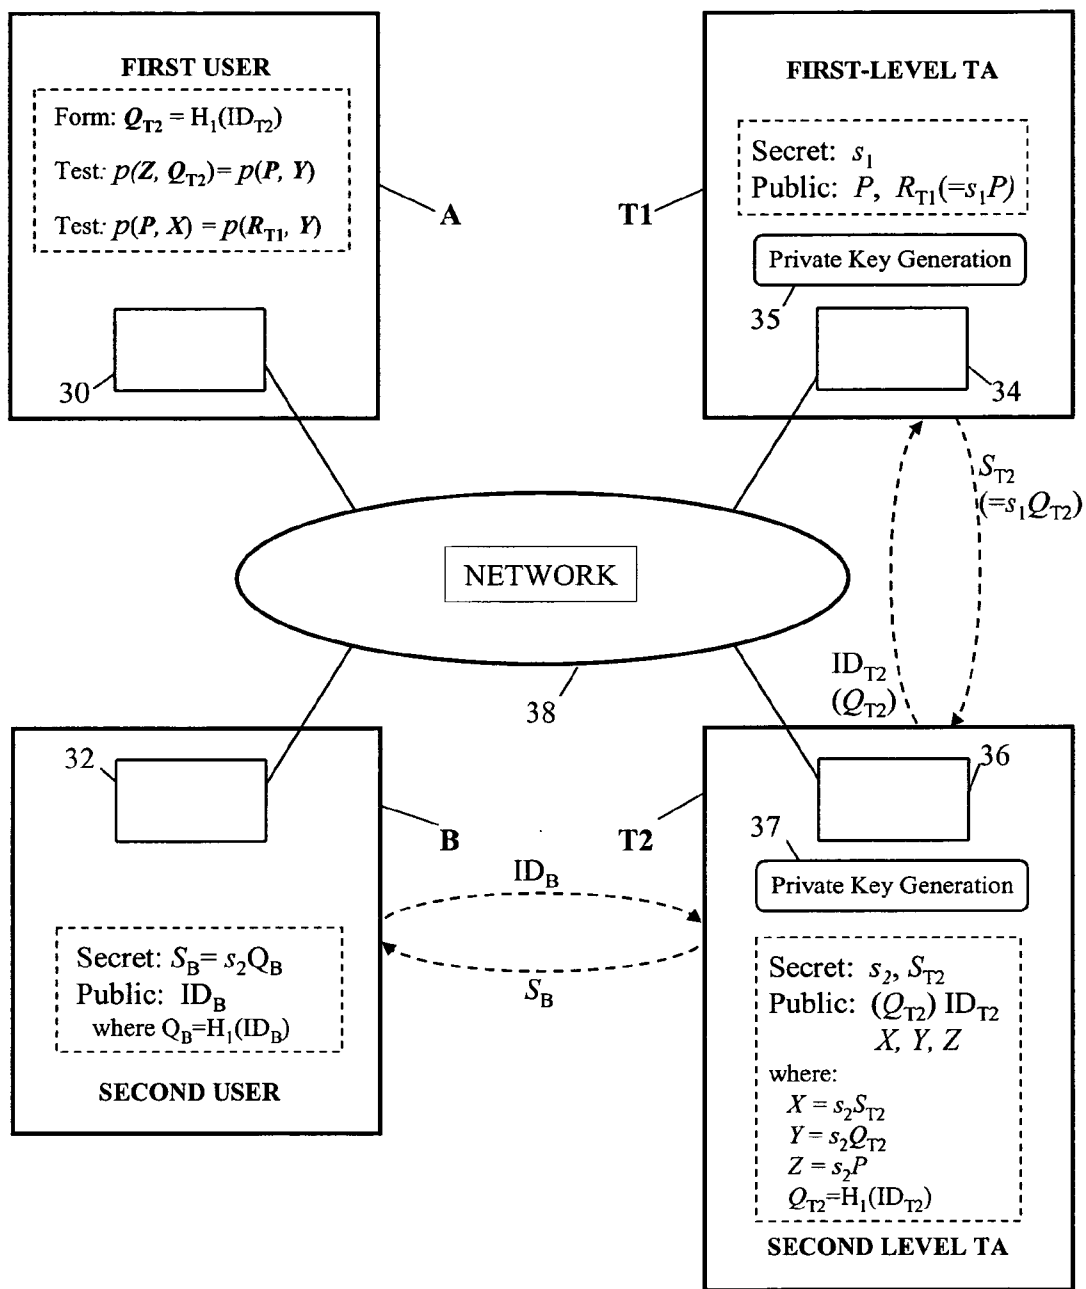 FIRST USER
Form: Q_T2 = H_1(ID_T2)
Test: p(Z, Q_T2)= p(P, Y)
Test: p(P, X) = p(R_T1, Y)
30
A
FIRST-LEVEL TA
Secret: s_1
Public: P, R_T1(=s_1P)
Private Key Generation
35
34
T1
S_T2
(=s_1Q_T2)
NETWORK
38
ID_T2
(Q_T2)
32
B
ID_B
S_B
Secret: S_B= s_2Q_B
Public: ID_B
where Q_B=H_1(ID_B)
SECOND USER
T2
36
37
Private Key Generation
Secret: s_2, S_T2
Public: (Q_T2) ID_T2
X, Y, Z
where:
X = s_2S_T2
Y = s_2Q_T2
Z = s_2P
Q_T2=H_1(ID_T2)
SECOND LEVEL TA